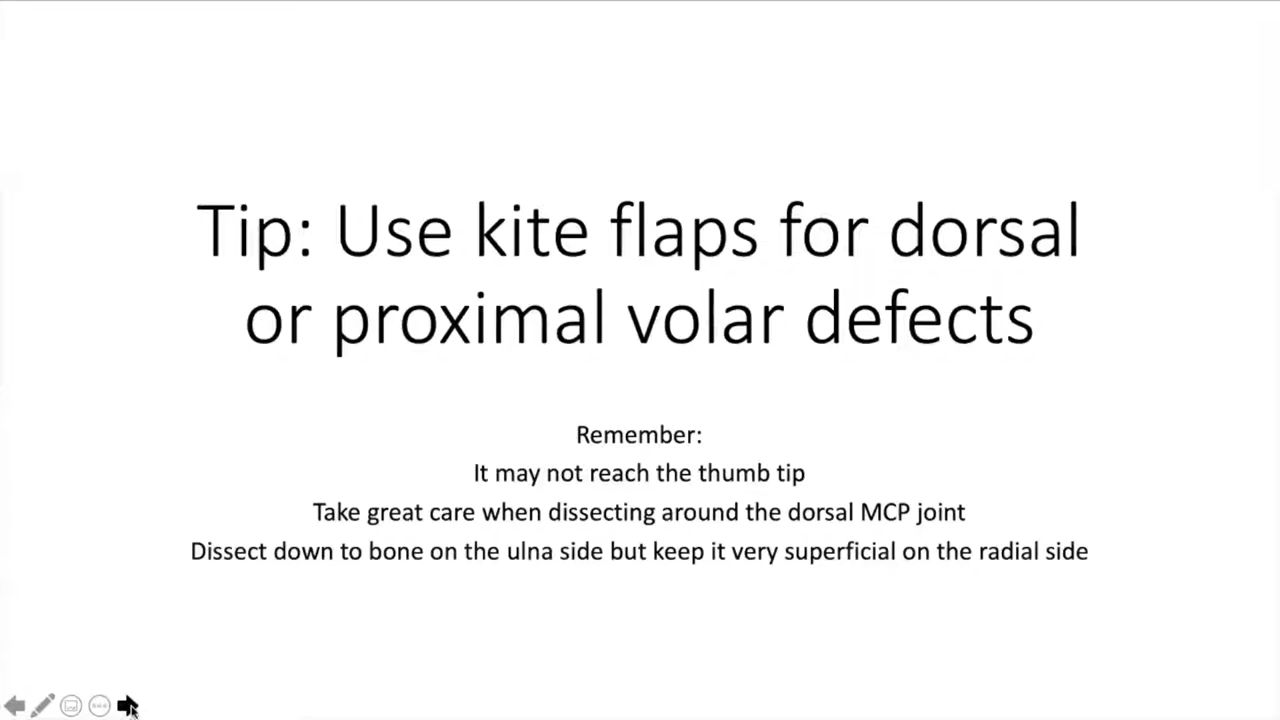 Tip: Use kite flaps for dorsal
or proximal volar defects
Remember:
It may not reach the thumb tip
Take great care when dissecting around the dorsal MCP joint
Dissect down to bone on the ulna side but keep it very superficial on the radial side